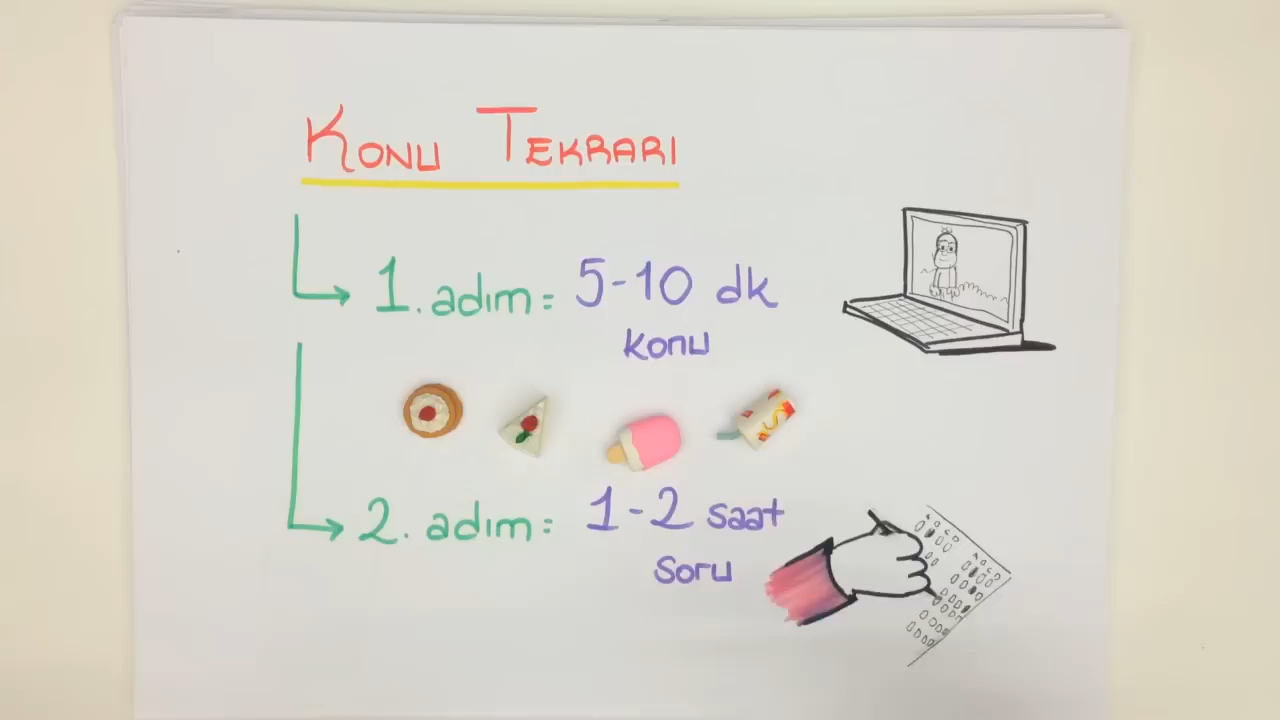 KONU TEKRARI
1. adım = 5-10 dk
konu
2. adım = 1-2 saat
soru